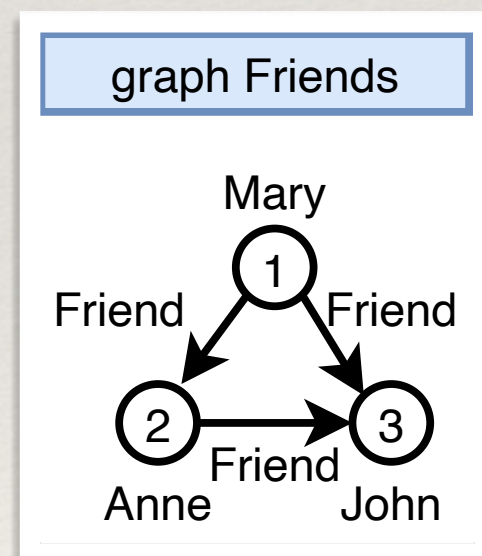 graph Friends
Mary
1
Friend Friend
2 3
Friend
Anne John